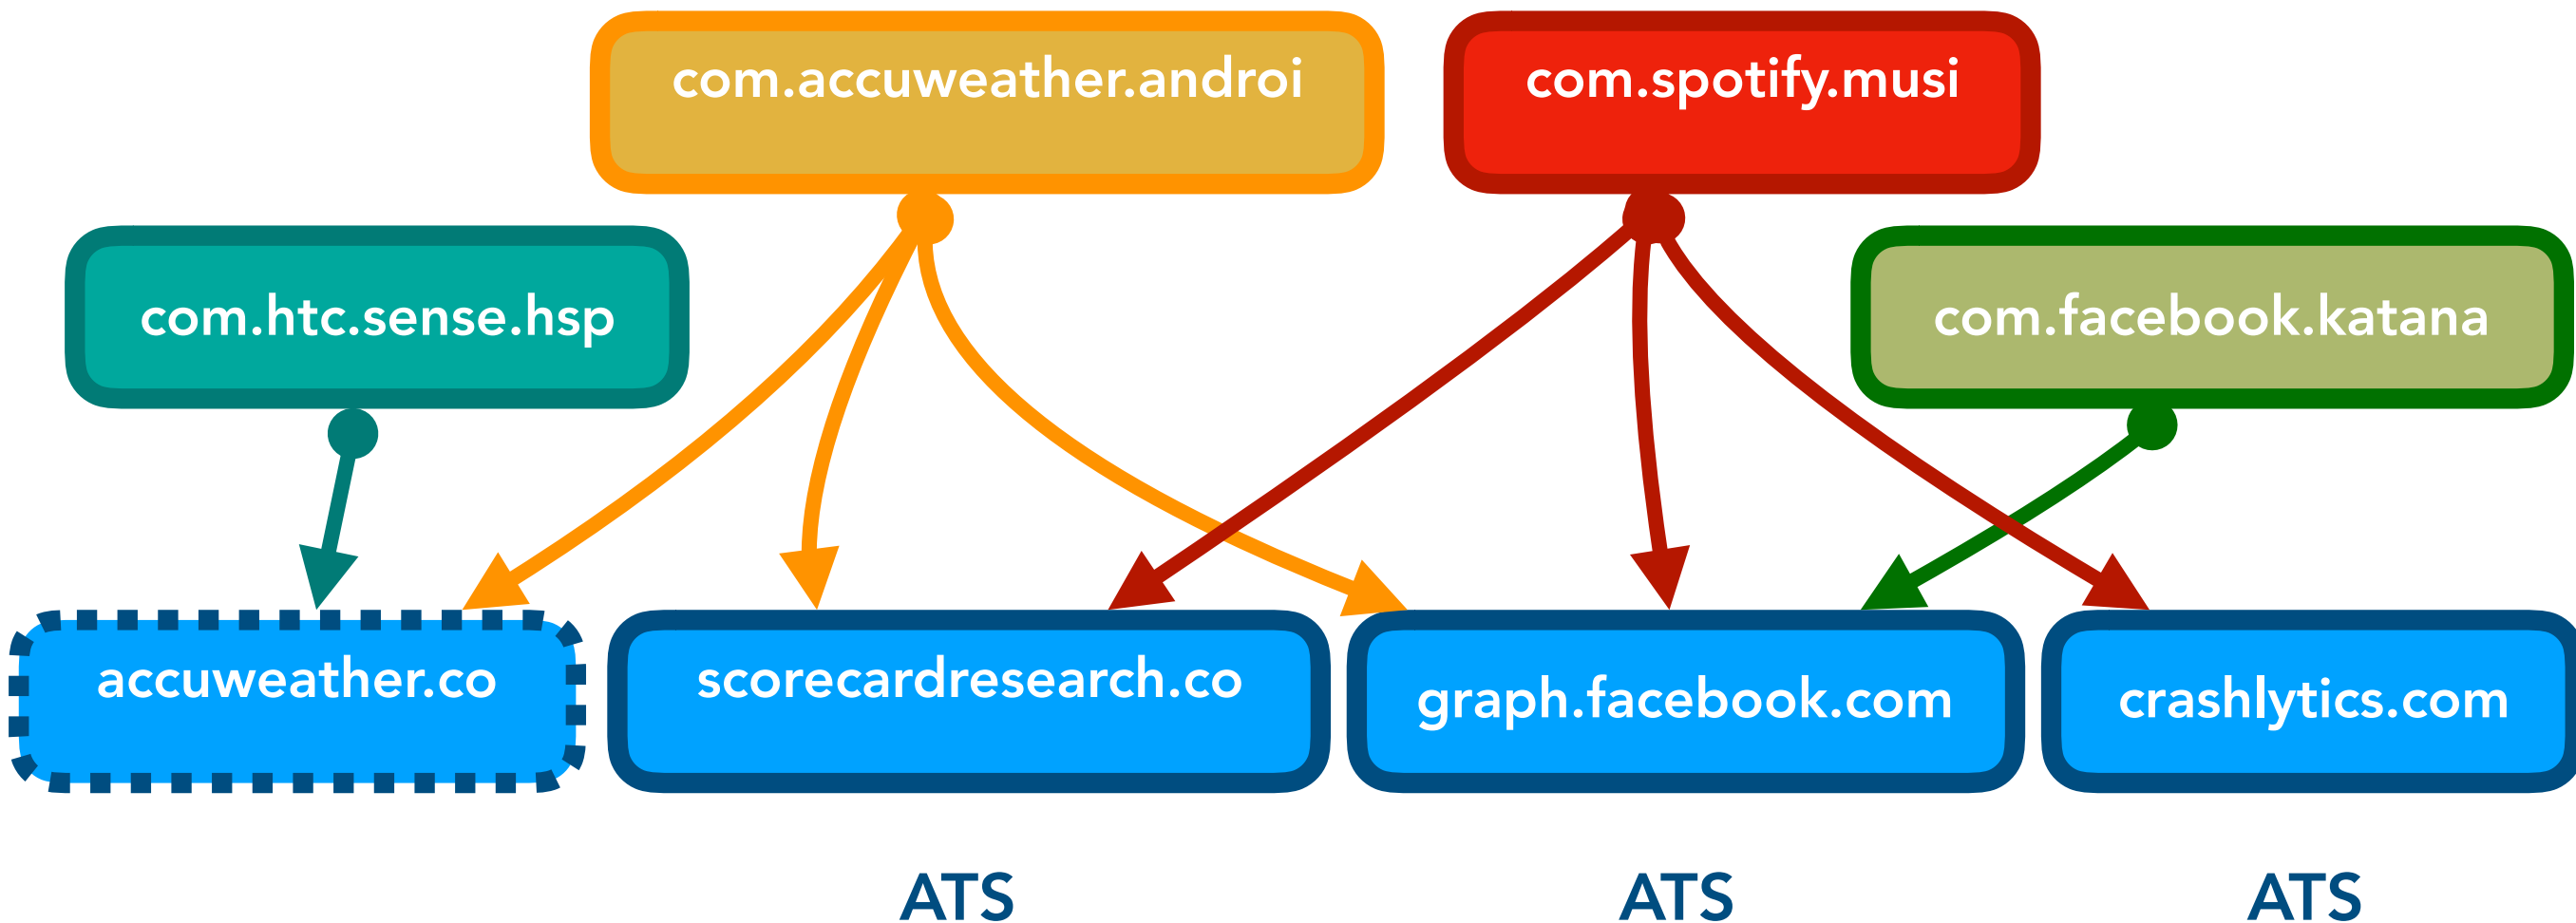 com.accuweather.androi
com.spotify.musi
com.htc.sense.hsp
com.facebook.katana
accuweather.co
scorecardresearch.co
graph.facebook.com
crashlytics.com
ATS
ATS
ATS